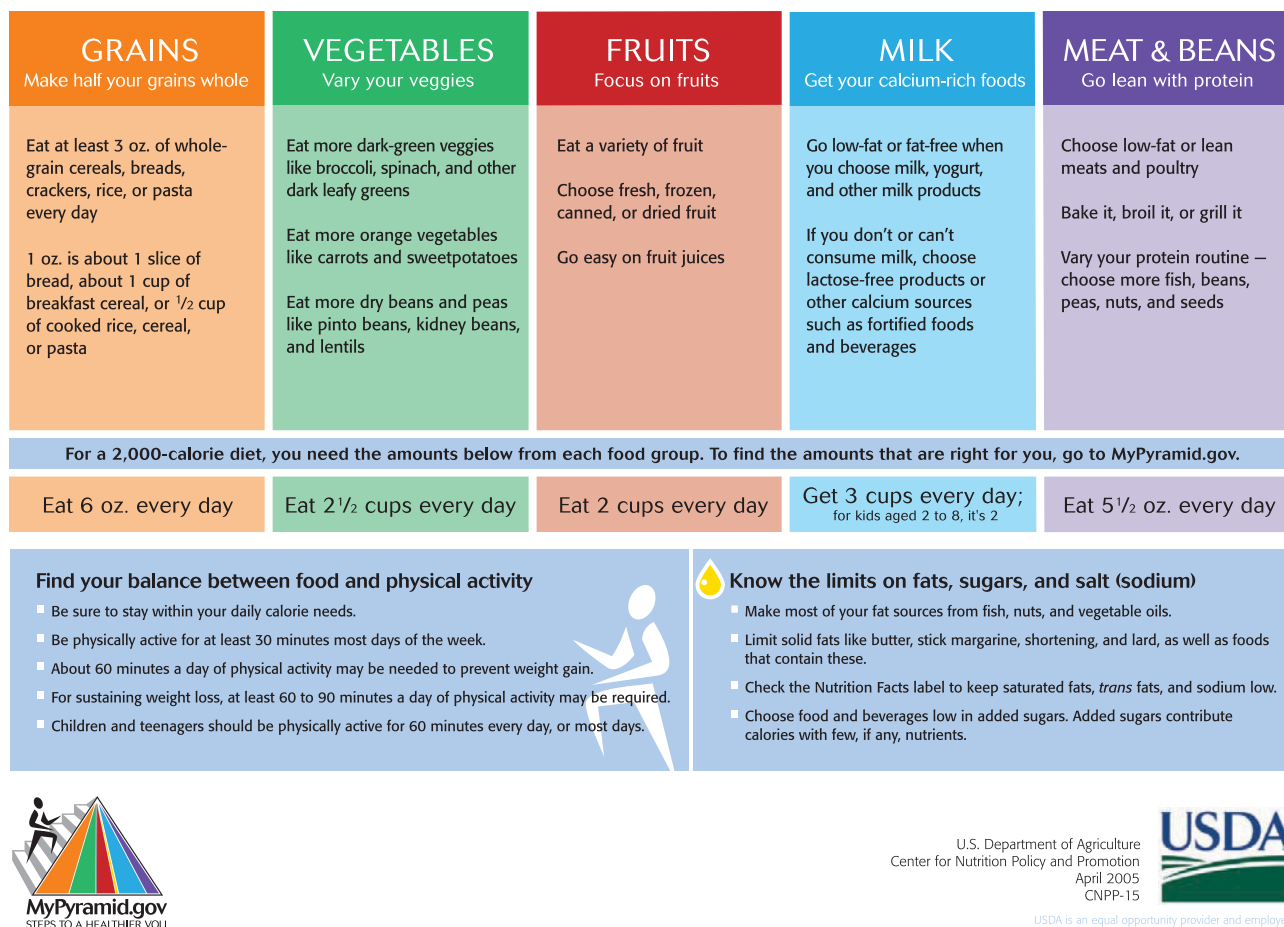 GRAINS
Make half your grains whole
Eat at least 3 oz. of whole-
grain cereals, breads,
crackers, rice, or pasta
every day
1 oz. is about 1 slice of
bread, about 1 cup of
breakfast cereal, or 1/2 cup
of cooked rice, cereal,
or pasta
VEGETABLES
Vary your veggies
Eat more dark-green veggies
like broccoli, spinach, and other
dark leafy greens
Eat more orange vegetables
like carrots and sweetpotatoes
Eat more dry beans and peas
like pinto beans, kidney beans,
and lentils
FRUITS
Focus on fruits
Eat a variety of fruit
Choose fresh, frozen,
canned, or dried fruit
Go easy on fruit juices
MILK
Get your calcium-rich foods
Go low-fat or fat-free when
you choose milk, yogurt,
and other milk products
If you don’t or can’t
consume milk, choose
lactose-free products or
other calcium sources
such as fortified foods
and beverages
MEAT & BEANS
Go lean with protein
Choose low-fat or lean
meats and poultry
Bake it, broil it, or grill it
Vary your protein routine –
choose more fish, beans,
peas, nuts, and seeds
For a 2,000-calorie diet, you need the amounts below from each food group. To find the amounts that are right for you, go to MyPyramid.gov.
Eat 6 oz. every day
Eat 2 1/2 cups every day
Eat 2 cups every day
Get 3 cups every day;
for kids aged 2 to 8, it's 2
Eat 5 1/2 oz. every day
Find your balance between food and physical activity
Be sure to stay within your daily calorie needs.
Be physically active for at least 30 minutes most days of the week.
About 60 minutes a day of physical activity may be needed to prevent weight gain.
For sustaining weight loss, at least 60 to 90 minutes a day of physical activity may be required.
Children and teenagers should be physically active for 60 minutes every day, or most days.
Know the limits on fats, sugars, and salt (sodium)
Make most of your fat sources from fish, nuts, and vegetable oils.
Limit solid fats like butter, stick margarine, shortening, and lard, as well as foods
that contain these.
Check the Nutrition Facts label to keep saturated fats, trans fats, and sodium low.
Choose food and beverages low in added sugars. Added sugars contribute
calories with few, if any, nutrients.
MyPyramid.gov
STEPS TO A HEALTHIER YOU
U.S. Department of Agriculture
Center for Nutrition Policy and Promotion
April 2005
CNPP-15
USDA
USDA is an equal opportunity provider and employe